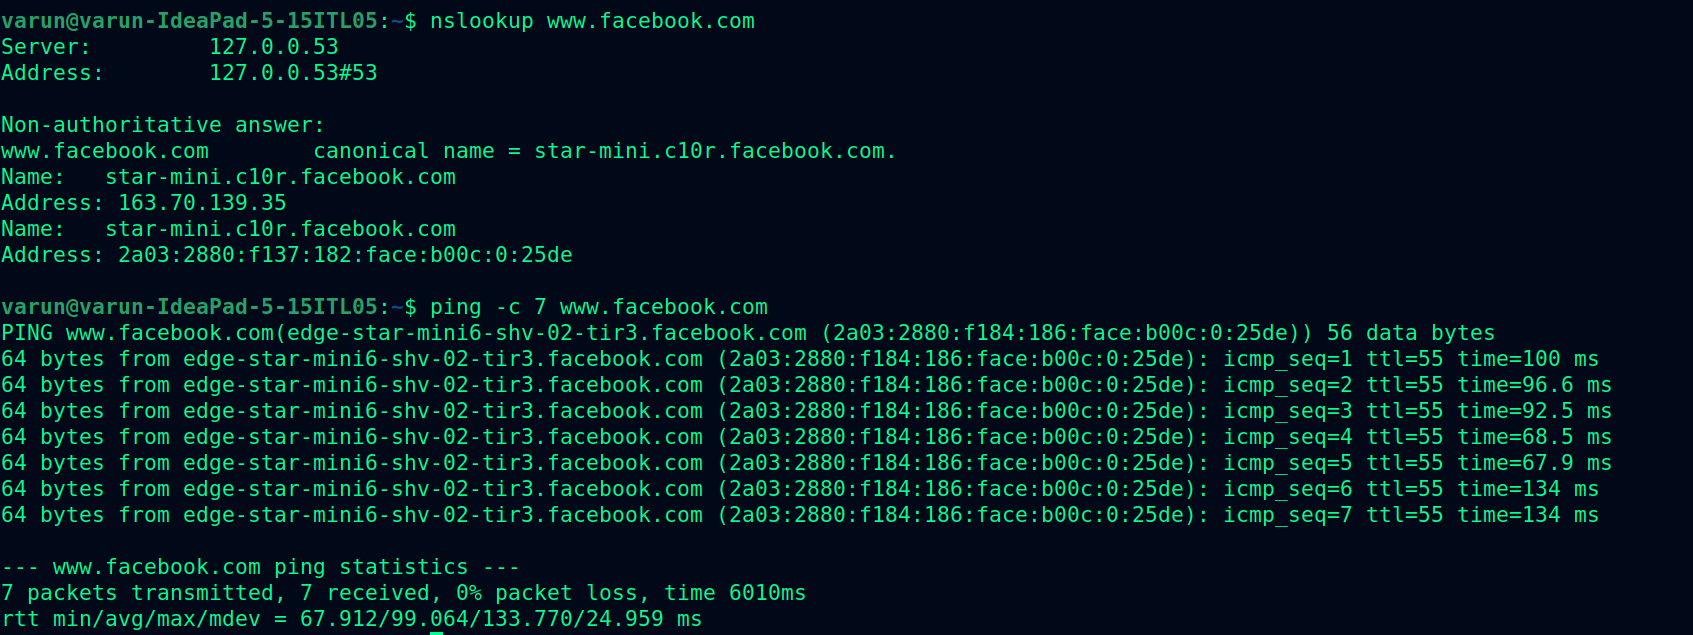 varun@varun-IdeaPad-5-15ITL05:~$ nslookup www.facebook.com
Server:         127.0.0.53
Address:        127.0.0.53#53
Non-authoritative answer:
www.facebook.com        canonical name = star-mini.c10r.facebook.com.
Name:   star-mini.c10r.facebook.com
Address: 163.70.139.35
Name:   star-mini.c10r.facebook.com
Address: 2a03:2880:f137:182:face:b00c:0:25de
varun@varun-IdeaPad-5-15ITL05:~$ ping -c 7 www.facebook.com
PING www.facebook.com(edge-star-mini6-shv-02-tir3.facebook.com (2a03:2880:f184:186:face:b00c:0:25de)) 56 data bytes
64 bytes from edge-star-mini6-shv-02-tir3.facebook.com (2a03:2880:f184:186:face:b00c:0:25de): icmp_seq=1 ttl=55 time=100 ms
64 bytes from edge-star-mini6-shv-02-tir3.facebook.com (2a03:2880:f184:186:face:b00c:0:25de): icmp_seq=2 ttl=55 time=96.6 ms
64 bytes from edge-star-mini6-shv-02-tir3.facebook.com (2a03:2880:f184:186:face:b00c:0:25de): icmp_seq=3 ttl=55 time=92.5 ms
64 bytes from edge-star-mini6-shv-02-tir3.facebook.com (2a03:2880:f184:186:face:b00c:0:25de): icmp_seq=4 ttl=55 time=68.5 ms
64 bytes from edge-star-mini6-shv-02-tir3.facebook.com (2a03:2880:f184:186:face:b00c:0:25de): icmp_seq=5 ttl=55 time=67.9 ms
64 bytes from edge-star-mini6-shv-02-tir3.facebook.com (2a03:2880:f184:186:face:b00c:0:25de): icmp_seq=6 ttl=55 time=134 ms
64 bytes from edge-star-mini6-shv-02-tir3.facebook.com (2a03:2880:f184:186:face:b00c:0:25de): icmp_seq=7 ttl=55 time=134 ms
--- www.facebook.com ping statistics ---
7 packets transmitted, 7 received, 0% packet loss, time 6010ms
rtt min/avg/max/mdev = 67.912/99.064/133.770/24.959 ms